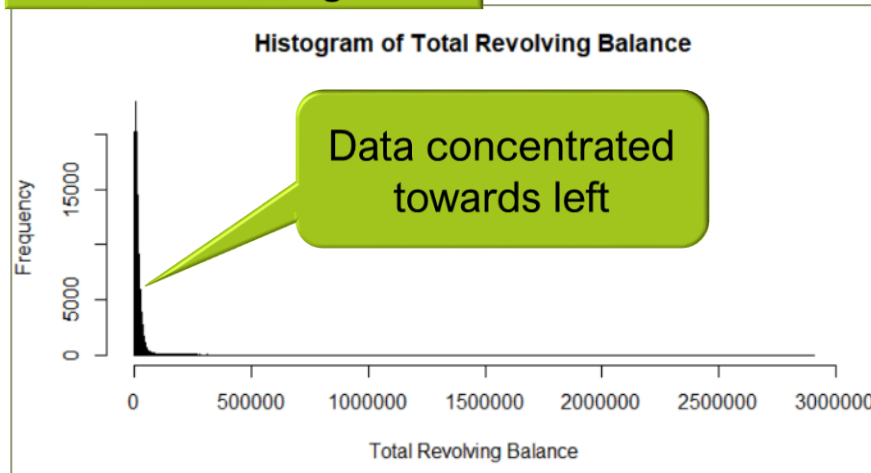 Histogram of Total Revolving Balance
Data concentrated
towards left
Frequency
15000
5000
0
0 500000 1000000 1500000 2000000 2500000 3000000
Total Revolving Balance